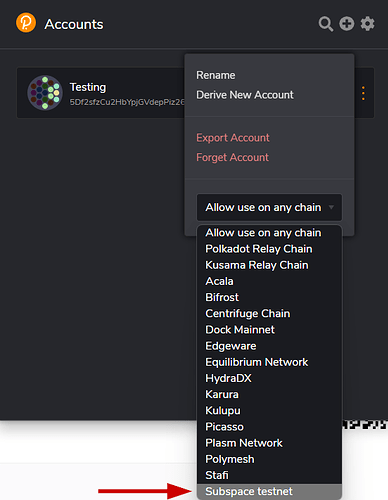 Accounts
Rename
Derive New Account
Testing
5Df2sfzCu2HbYpjGVdepPiz26
Export Account
Forget Account
Allow use on any chain
Allow use on any chain
Polkadot Relay Chain
Kusama Relay Chain
Acala
Bifrost
Centrifuge Chain
Dock Mainnet
Edgeware
Equilibrium Network
HydraDX
Karura
Kulupu
Picasso
Plasm Network
Polymesh
Stafi
Subspace testnet